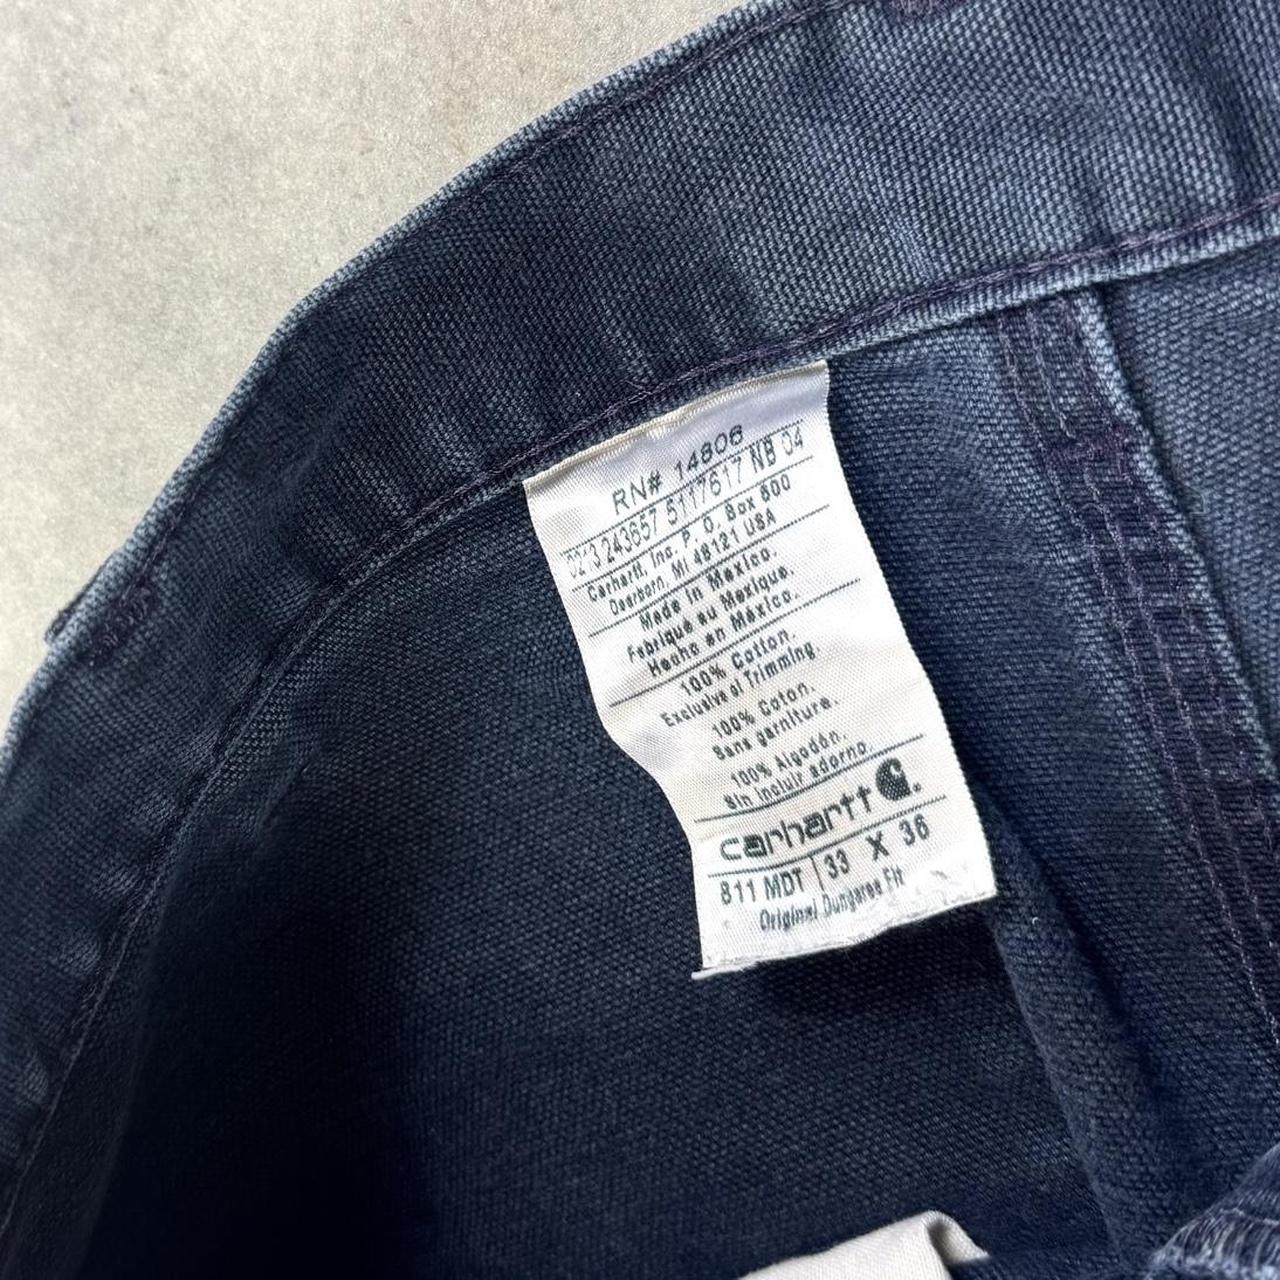 RN# 14806
0213 243657 5117617 NB 04
Carhartt, Inc. P. O. Box 600
Dearborn, MI 48121 USA
Made in Mexico.
Fabriqué au Mexique.
Hecho en México.
100% Cotton.
Exclusive of Trimming.
100% Coton.
Sans garniture.
100% Algodón.
Sin incluir adorno.
carhartt
811 MDT 33 X 36
Original Dungaree Fit